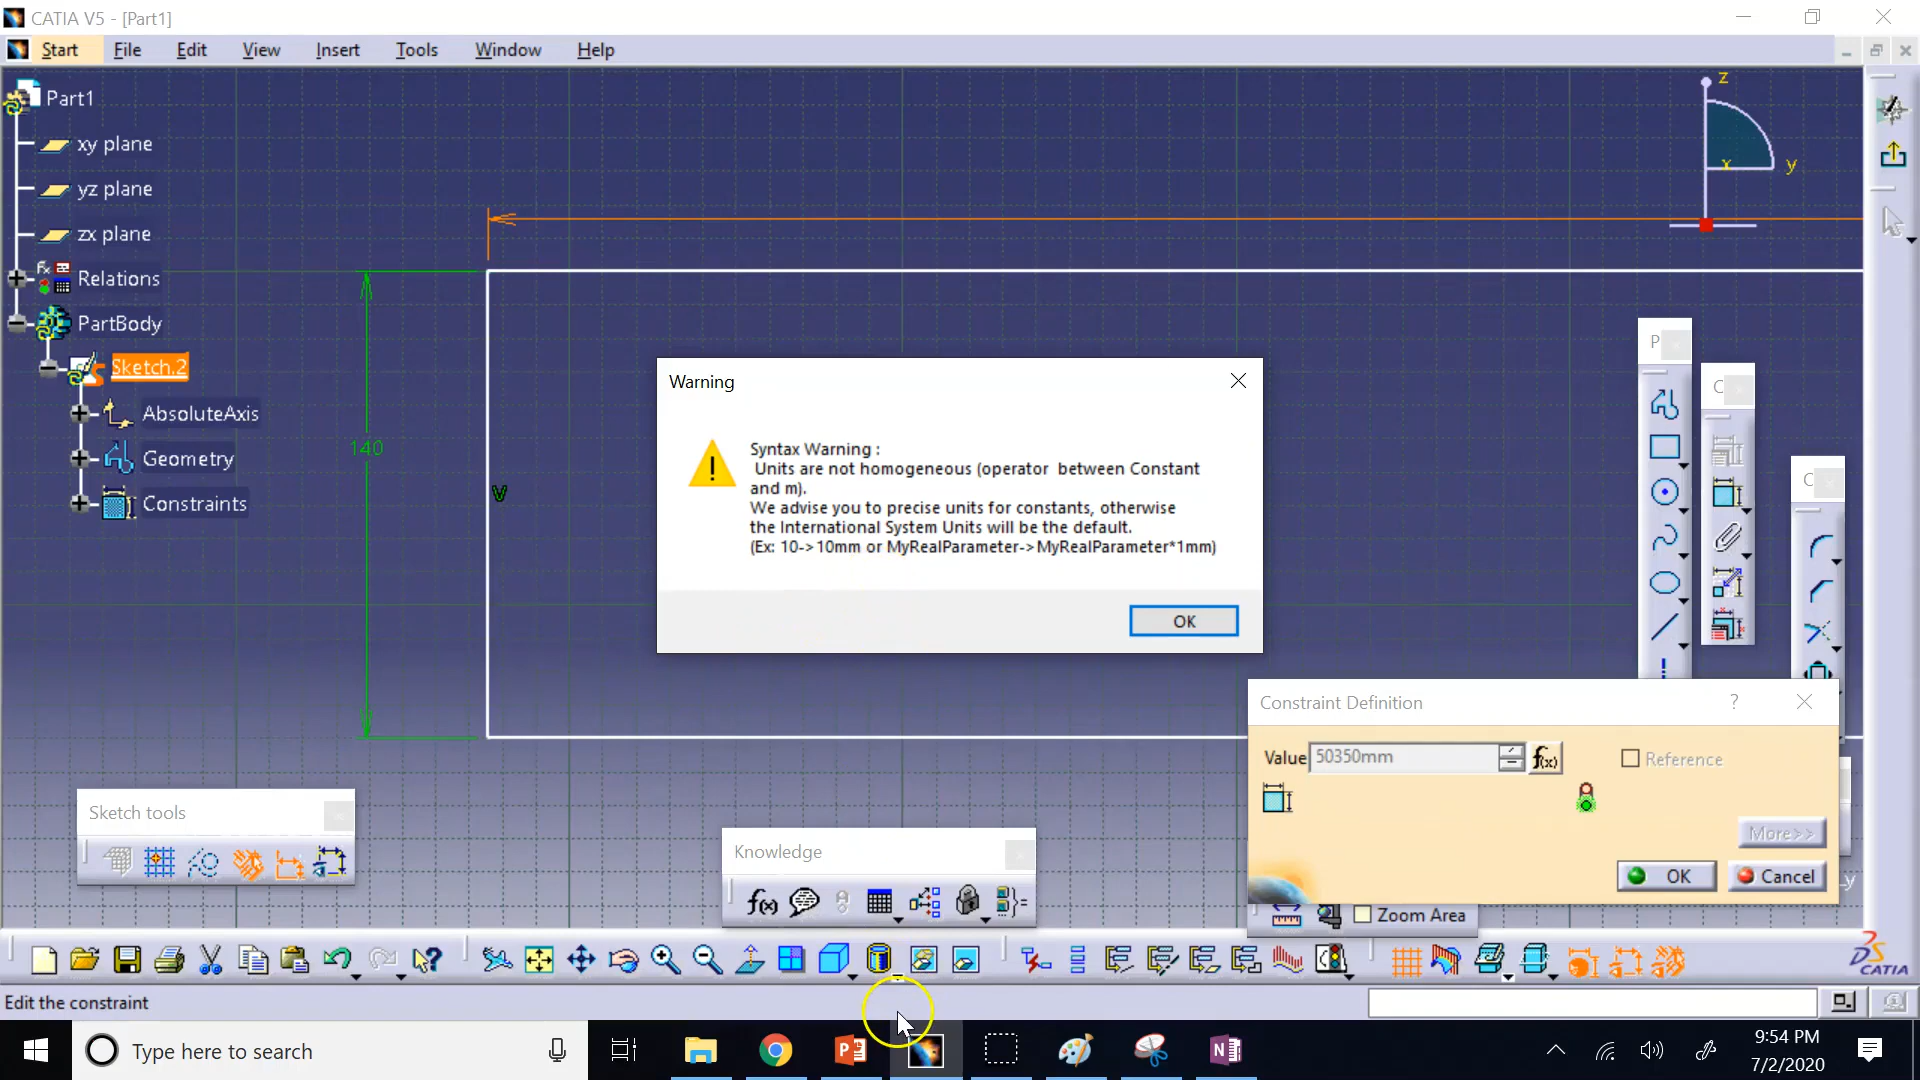 CATIA V5 - [Part1]
Start File Edit View Insert Tools Window Help
Part1
xy plane
yz plane
zx plane
Relations
PartBody
Sketch.2
AbsoluteAxis
Geometry
Constraints
140
V
z
x
y
P
C
C
Warning
Syntax Warning :
Units are not homogeneous (operator between Constant
and m).
We advise you to precise units for constants, otherwise
the International System Units will be the default.
(Ex: 10->10mm or MyRealParameter->MyRealParameter*1mm)
OK
Constraint Definition ?
Value 50350mm f(x) Reference
More>>
OK Cancel
Zoom Area
Sketch tools
Knowledge
f(x)
y
CATIA
Edit the constraint
Type here to search
9:54 PM
7/2/2020